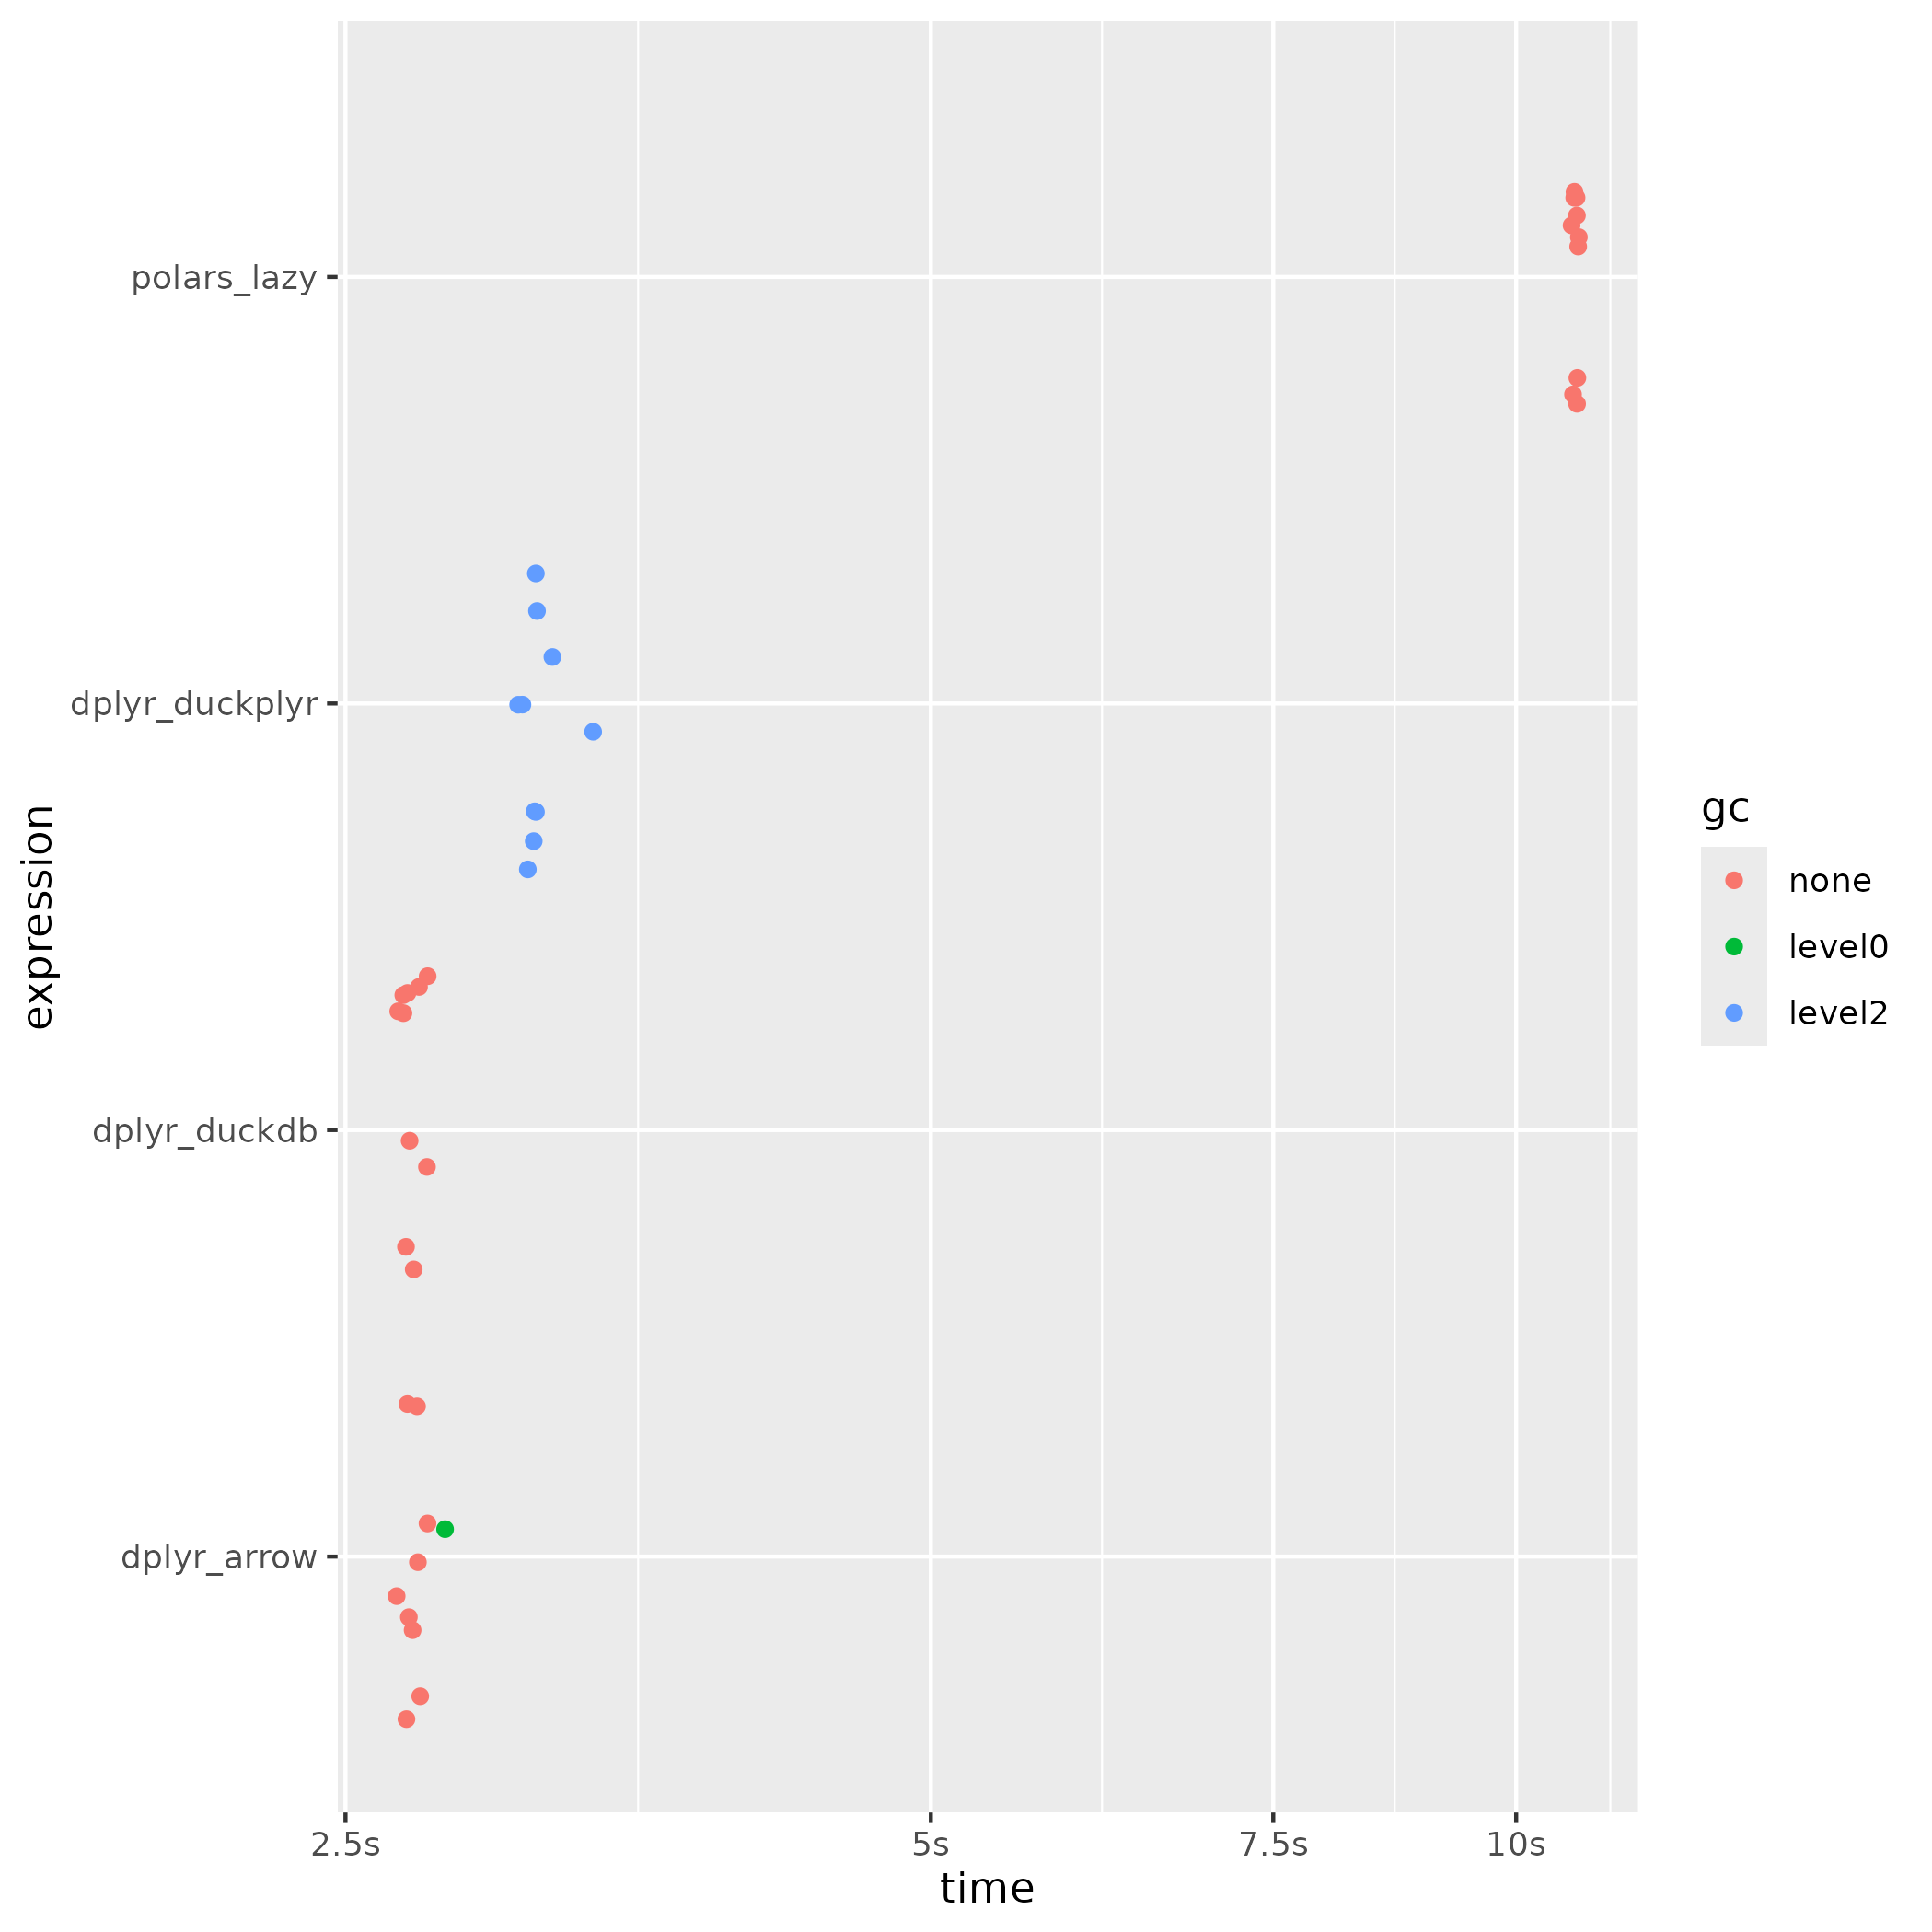 polars_lazy
dplyr_duckplyr
dplyr_duckdb
dplyr_arrow
expression
2.5s
5s
7.5s
10s
time
gc
none
level0
level2